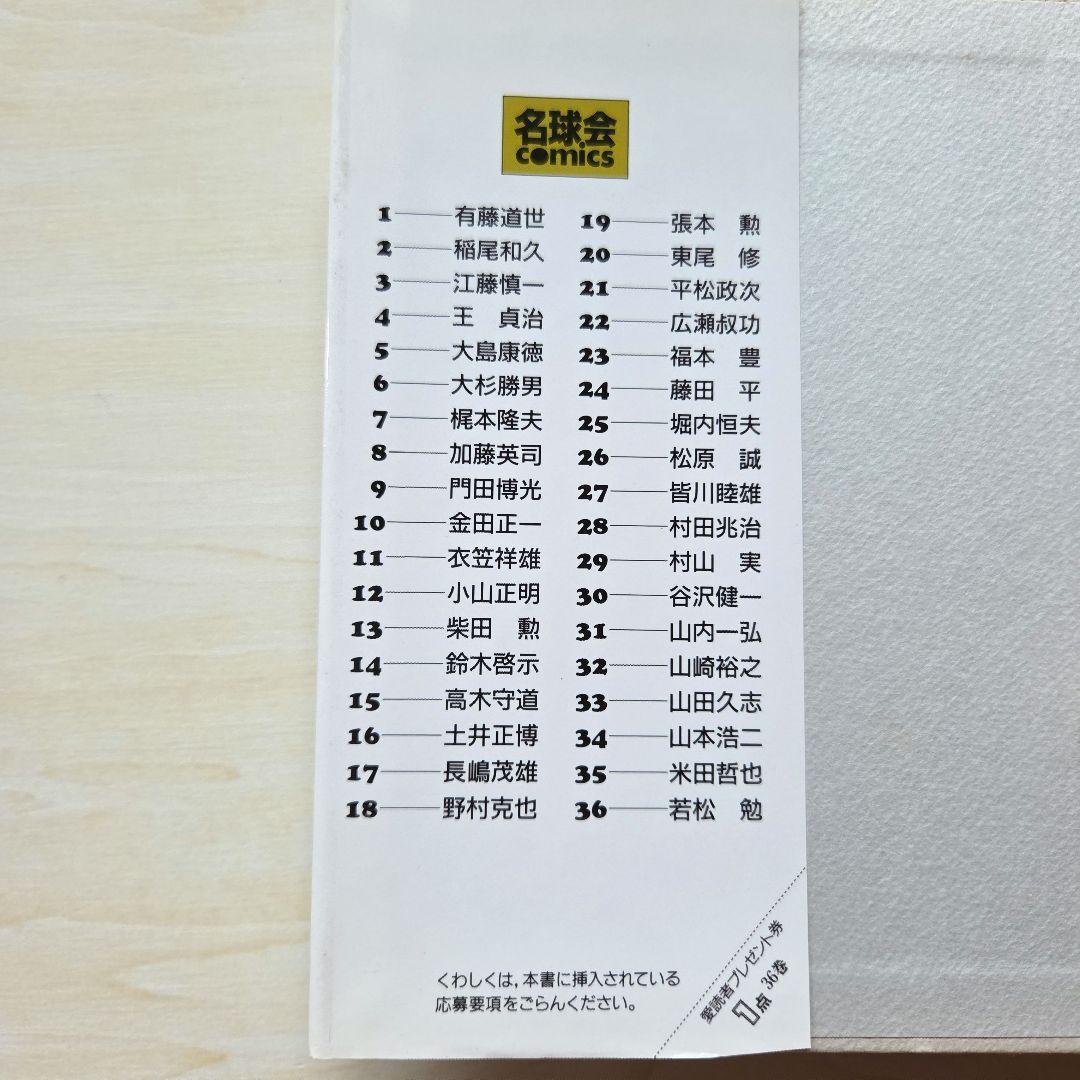 名球会
comics
1 有藤道世
2 稲尾和久
3 江藤慎一
4 王 貞治
5 大島康徳
6 大杉勝男
7 梶本隆夫
8 加藤英司
9 門田博光
10 金田正一
11 衣笠祥雄
12 小山正明
13 柴田 勲
14 鈴木啓示
15 高木守道
16 土井正博
17 長嶋茂雄
18 野村克也
19 張本 勲
20 東尾 修
21 平松政次
22 広瀬叔功
23 福本 豊
24 藤田 平
25 堀内恒夫
26 松原 誠
27 皆川睦雄
28 村田兆治
29 村山 実
30 谷沢健一
31 山内一弘
32 山崎裕之
33 山田久志
34 山本浩二
35 米田哲也
36 若松 勉
くわしくは,本書に挿入されている
応募要項をごらんください。
愛読者プレゼント券
1点 36巻